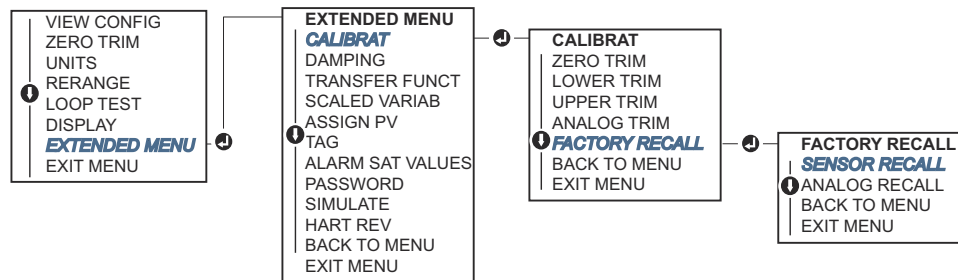 VIEW CONFIG
ZERO TRIM
UNITS
RERANGE
LOOP TEST
DISPLAY
EXTENDED MENU
EXIT MENU
EXTENDED MENU
CALIBRAT
DAMPING
TRANSFER FUNCT
SCALED VARIAB
ASSIGN PV
TAG
ALARM SAT VALUES
PASSWORD
SIMULATE
HART REV
BACK TO MENU
EXIT MENU
CALIBRAT
ZERO TRIM
LOWER TRIM
UPPER TRIM
ANALOG TRIM
FACTORY RECALL
BACK TO MENU
EXIT MENU
FACTORY RECALL
SENSOR RECALL
ANALOG RECALL
BACK TO MENU
EXIT MENU